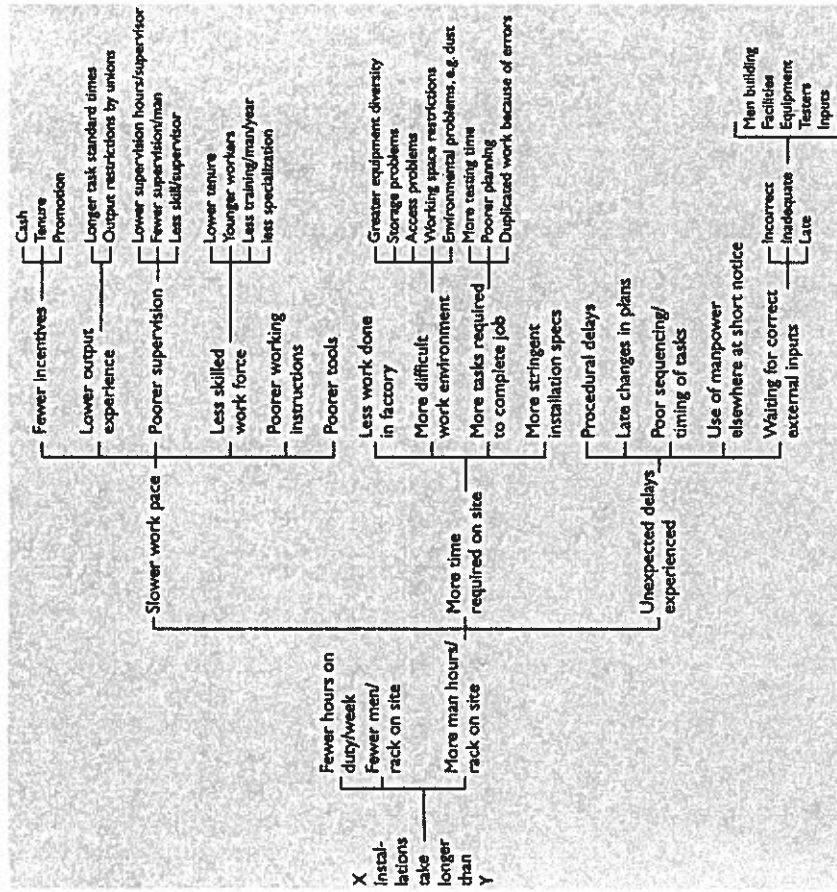 X
instal-
lations
take
longer
than
Y
Fewer hours on
duty/week
Fewer men/
rack on site
More man hours/
rack on site
Slower work pace
More time
required on site
Unexpected delays
experienced
Fewer incentives
Lower output
experience
Poorer supervision
Less skilled
work force
Poorer working
instructions
Poorer tools
Less work done
in factory
More difficult
work environment
More tasks required
to complete job
More stringent
installation specs
Procedural delays
Late changes in plans
Poor sequencing/
timing of tasks
Use of manpower
elsewhere at short notice
Waiting for correct
external inputs
Cash
Tenure
Promotion
Longer task standard times
Output restrictions by unions
Lower supervision hours/supervisor
Fewer supervision/man
Less skill/supervisor
Lower tenure
Younger workers
Less training/man/year
less specialization
Greater equipment diversity
Storage problems
Access problems
Working space restrictions
Environmental problems, e.g. dust
More testing time
Poorer planning
Duplicated work because of errors
Incorrect
Inadequate
Late
Men building
Facilities
Equipment
Testers
Inputs